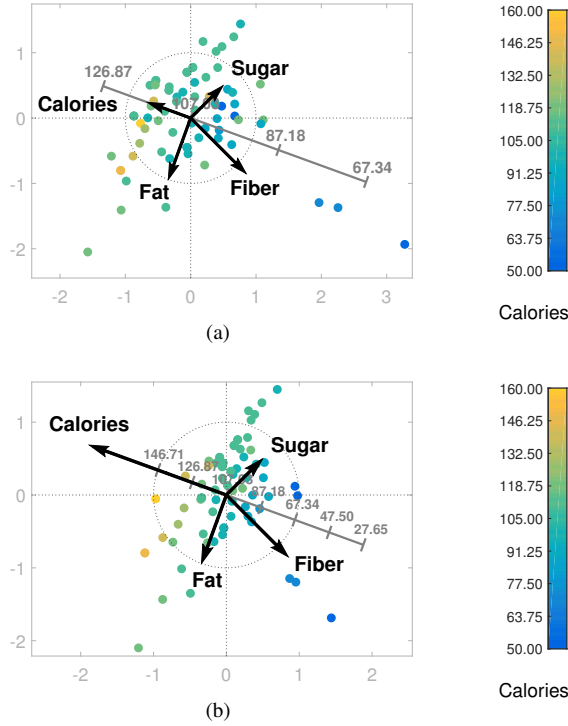 160.00
1
126.87
Sugar
146.25
Calories
132.50
0
118.75
87.18
105.00
67.34
91.25
-1
Fat
Fiber
77.50
63.75
-2
50.00
-2 -1 0 1 2 3
Calories
(a)
160.00
1
Calories
146.25
146.71
Sugar
132.50
126.87
0
87.18
118.75
67.34
105.00
47.50
91.25
27.65
-1
Fat
Fiber
77.50
63.75
-2
50.00
-2 -1 0 1 2
Calories
(b)